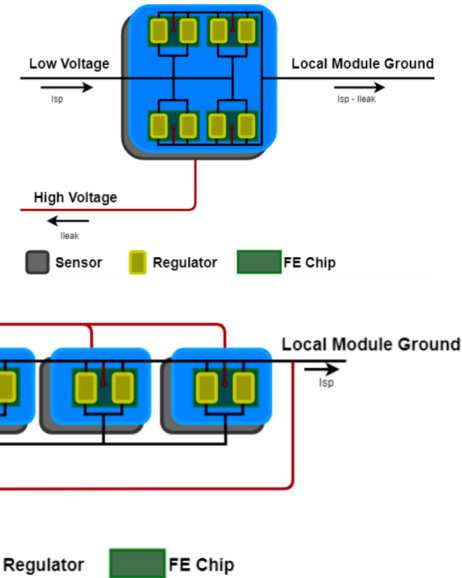 Low Voltage
Local Module Ground
Isp
Isp - Ileak
High Voltage
Ileak
Sensor
Regulator
FE Chip
Local Module Ground
Isp
Regulator
FE Chip